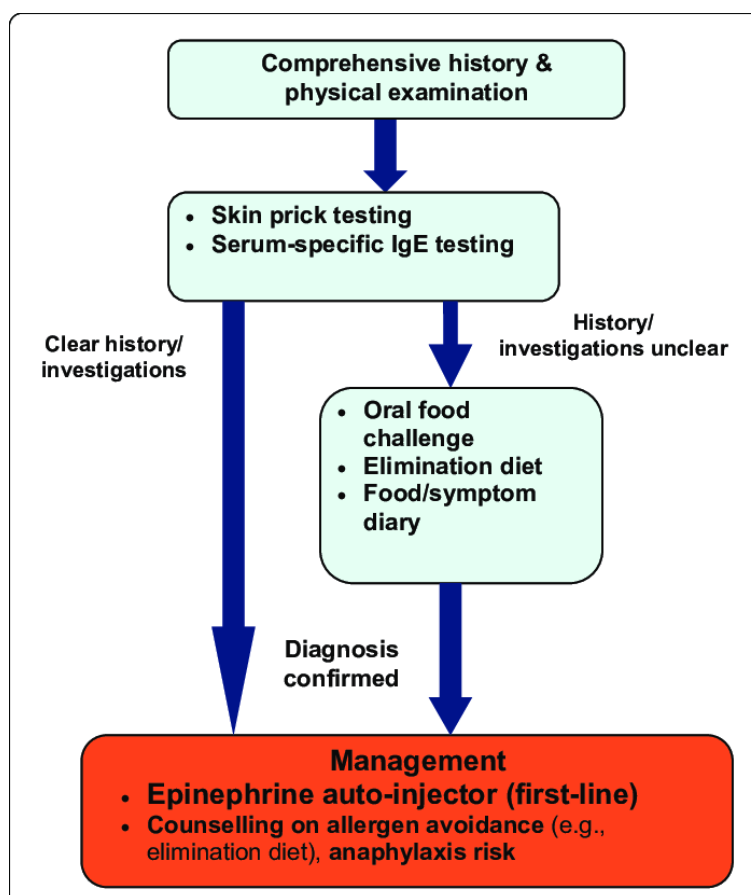 Comprehensive history &
physical examination
• Skin prick testing
• Serum-specific IgE testing
Clear history/
investigations
History/
investigations unclear
• Oral food
challenge
• Elimination diet
• Food/symptom
diary
Diagnosis
confirmed
Management
• Epinephrine auto-injector (first-line)
• Counselling on allergen avoidance (e.g.,
elimination diet), anaphylaxis risk